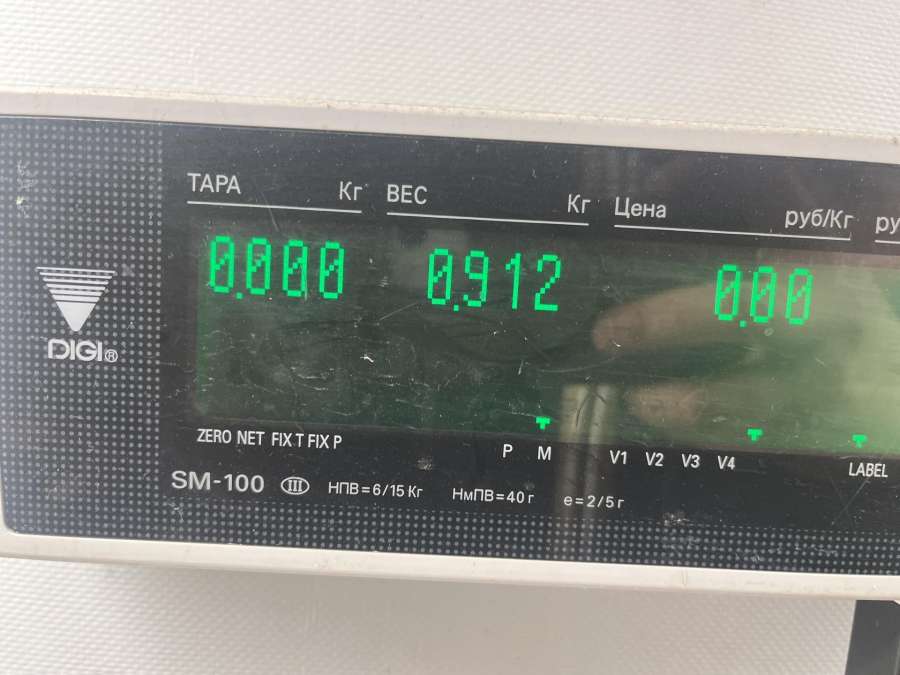 ТАРА Кг ВЕС Кг Цена руб/Кг ру
0.000 0.912 0.00
DIGI®
ZERO NET FIX T FIX P P M V1 V2 V3 V4 LABEL
SM-100 III НПВ=6/15 Кг НмПВ=40 г e=2/5 г